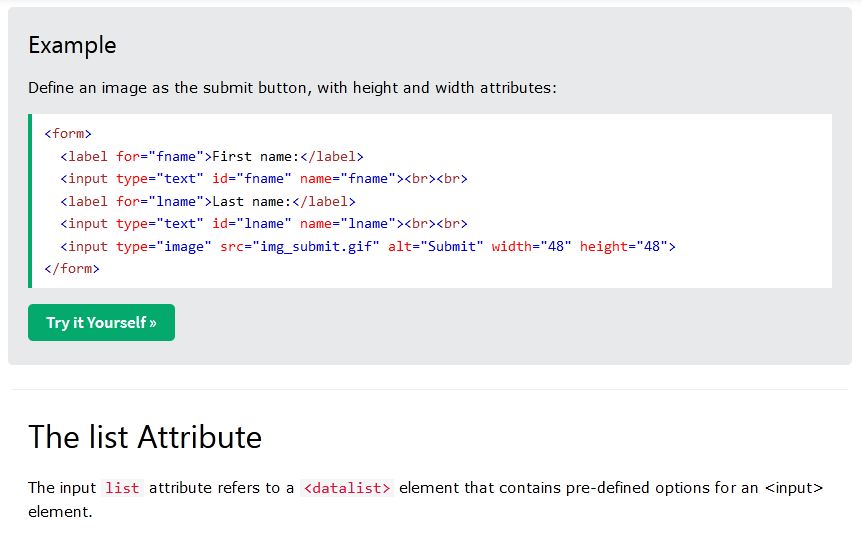 Example
Define an image as the submit button, with height and width attributes:
<form>
  <label for="fname">First name:</label>
  <input type="text" id="fname" name="fname"><br><br>
  <label for="lname">Last name:</label>
  <input type="text" id="lname" name="lname"><br><br>
  <input type="image" src="img_submit.gif" alt="Submit" width="48" height="48">
</form>
Try it Yourself »
The list Attribute
The input list attribute refers to a <datalist> element that contains pre-defined options for an <input>
element.